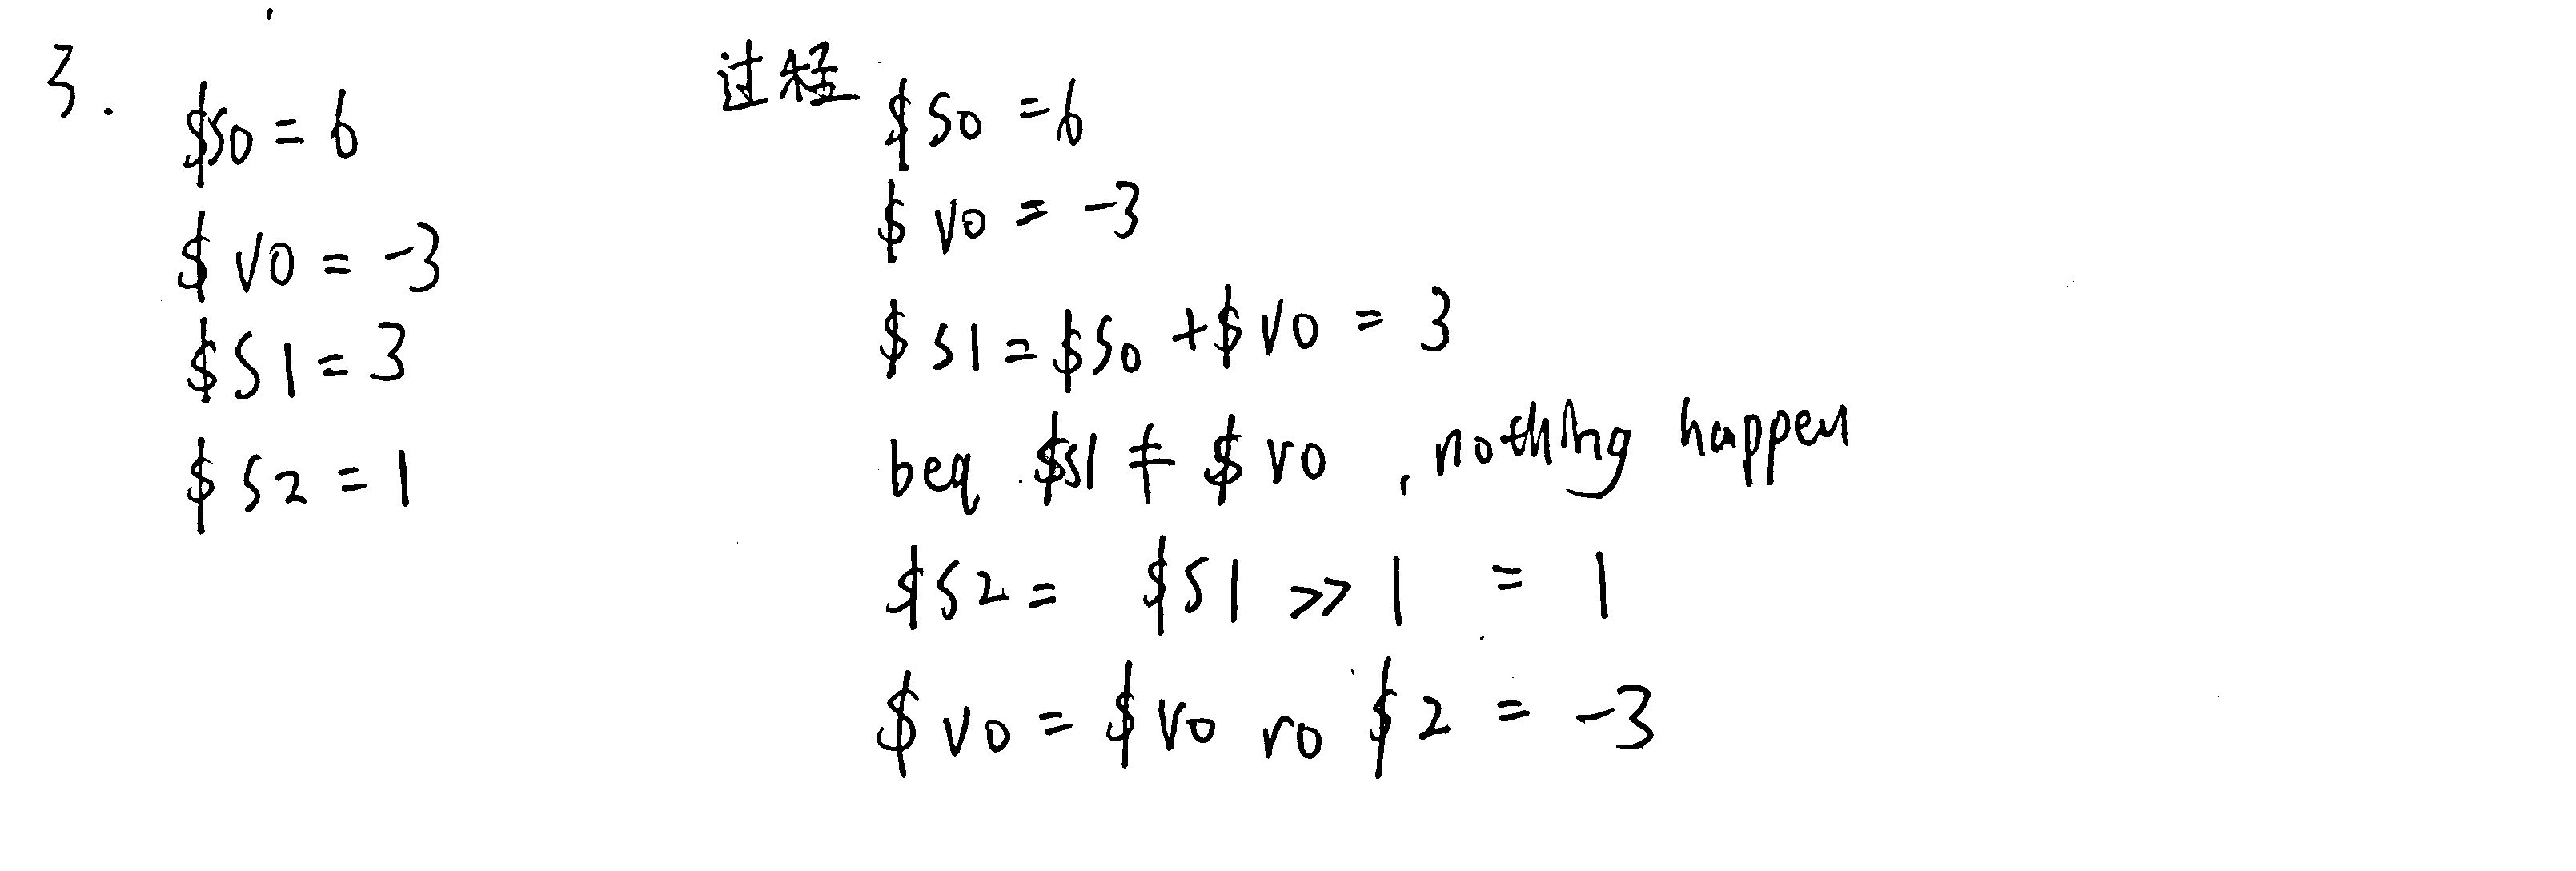 3.
$s0 = 6
$v0 = -3
$s1 = 3
$s2 = 1
过程
$s0 = 6
$v0 = -3
$s1 = $s0 + $v0 = 3
beq $s1 ≠ $v0, nothing happen
$s2 = $s1 >> 1 = 1
$v0 = $v0 ro $2 = -3